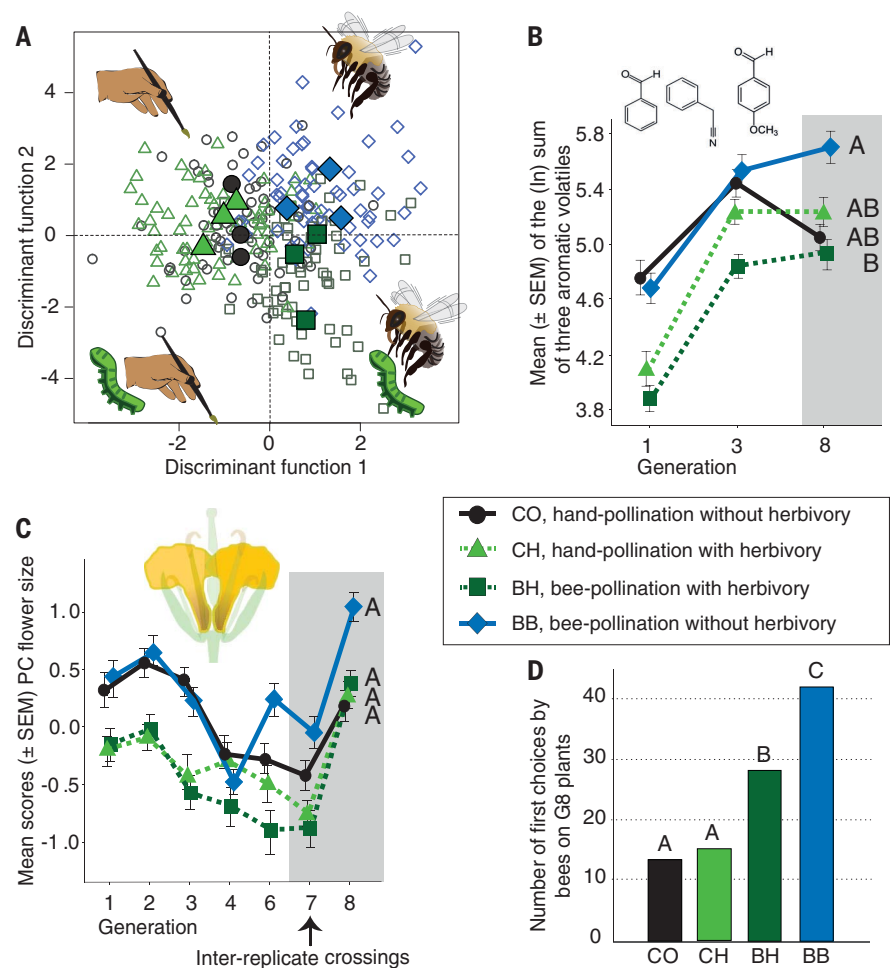 A
4
2
0
-2
-4
Discriminant function 2
-2
0
2
Discriminant function 1
B
O
H
N
O
H
OCH₃
5.8
5.4
5.0
4.6
4.2
3.8
Mean (± SEM) of the (ln) sum
of three aromatic volatiles
A
AB
AB
B
1
3
8
Generation
CO, hand-pollination without herbivory
CH, hand-pollination with herbivory
BH, bee-pollination with herbivory
BB, bee-pollination without herbivory
C
1.0
0.5
0.0
-0.5
-1.0
Mean scores (± SEM) PC flower size
A
A
A
A
1
2
3
4
6
7
8
Generation
Inter-replicate crossings
D
40
30
20
10
0
Number of first choices by
bees on G8 plants
A
A
B
C
CO
CH
BH
BB